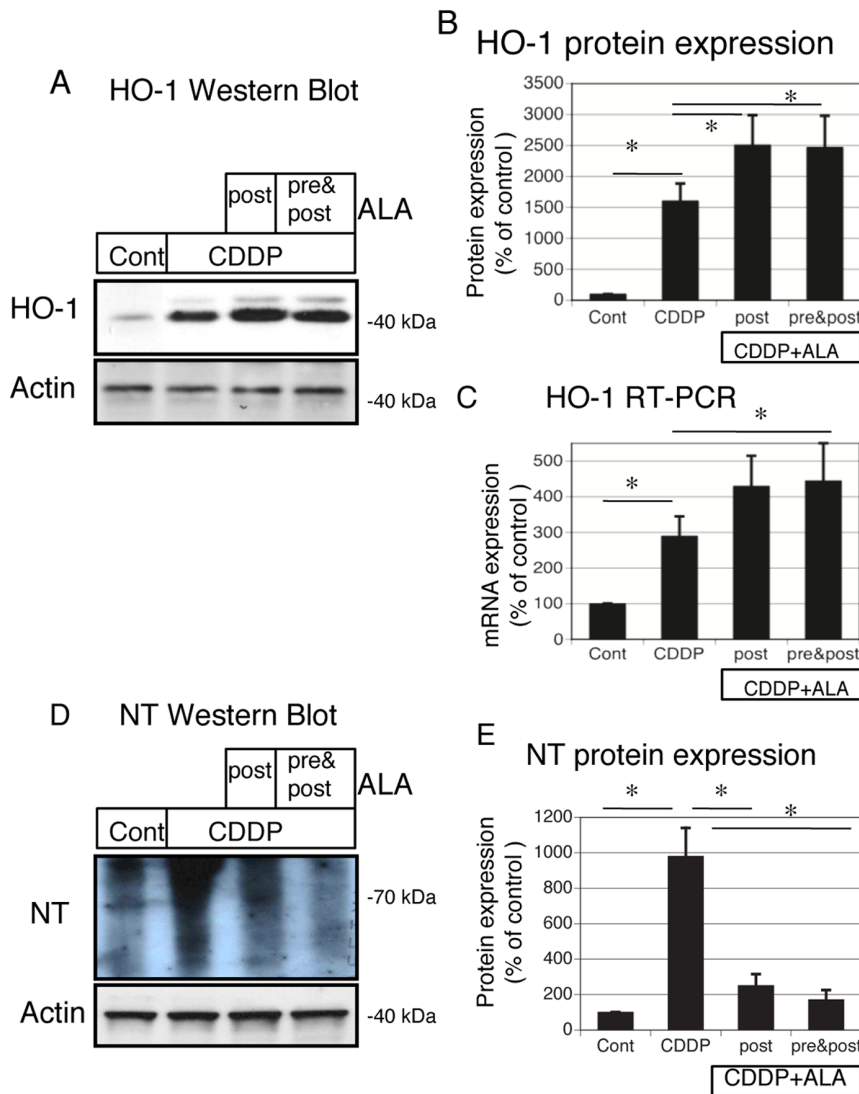 A
HO-1 Western Blot
post
pre&
post
ALA
Cont
CDDP
HO-1
-40 kDa
Actin
-40 kDa
B
HO-1 protein expression
Protein expression
(% of control)
3500
3000
2500
2000
1500
1000
500
0
*
*
*
Cont
CDDP
post
pre&post
CDDP+ALA
C
HO-1 RT-PCR
mRNA expression
(% of control )
500
400
300
200
100
0
*
*
Cont
CDDP
post
pre&post
CDDP+ALA
D
NT Western Blot
post
pre&
post
ALA
Cont
CDDP
NT
-70 kDa
Actin
-40 kDa
E
NT protein expression
Protein expression
(% of control )
1200
1000
800
600
400
200
0
*
*
*
Cont
CDDP
post
pre&post
CDDP+ALA